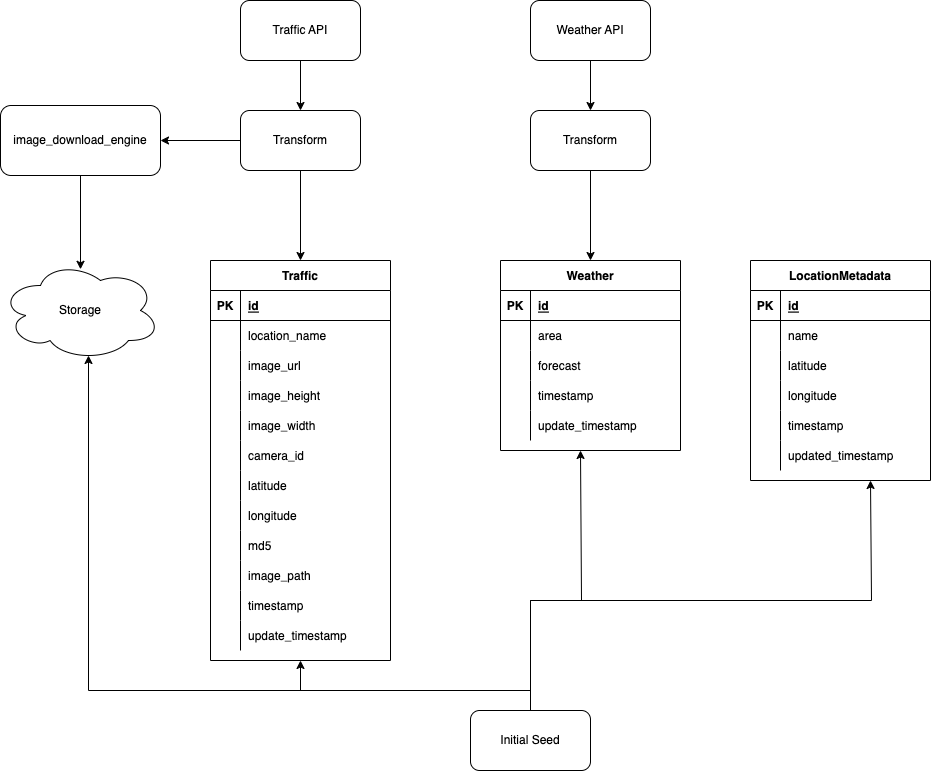 Traffic API
Weather API
image_download_engine
Transform
Transform
Storage
Traffic
PK id
location_name
image_url
image_height
image_width
camera_id
latitude
longitude
md5
image_path
timestamp
update_timestamp
Weather
PK id
area
forecast
timestamp
update_timestamp
LocationMetadata
PK id
name
latitude
longitude
timestamp
updated_timestamp
Initial Seed